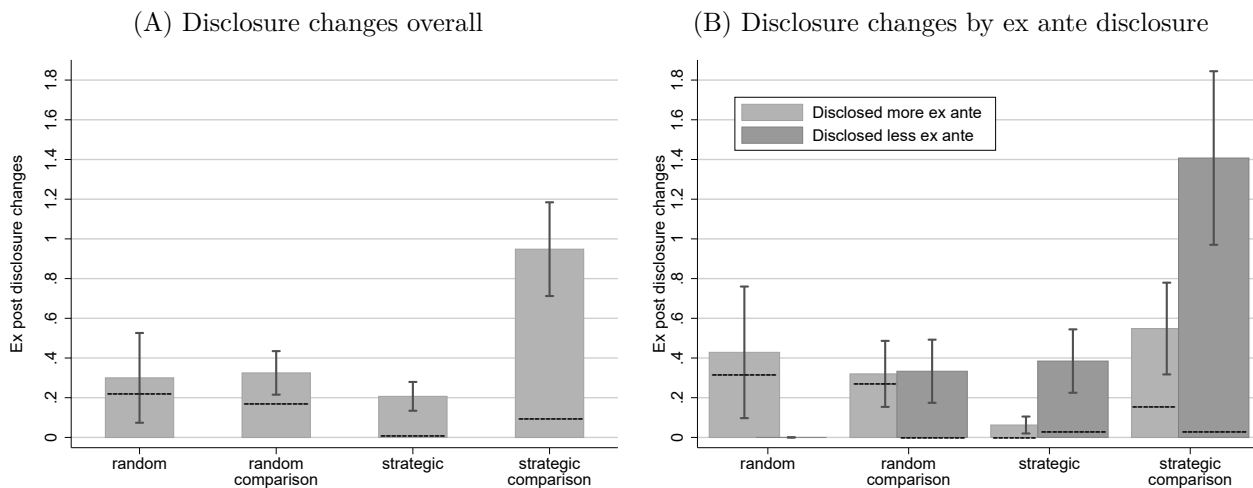 (A) Disclosure changes overall
Ex post disclosure changes
1.8
1.6
1.4
1.2
1
.8
.6
.4
.2
0
random
random
comparison
strategic
strategic
comparison
(B) Disclosure changes by ex ante disclosure
Ex post disclosure changes
1.8
1.6
1.4
1.2
1
.8
.6
.4
.2
0
Disclosed more ex ante
Disclosed less ex ante
random
random
comparison
strategic
strategic
comparison